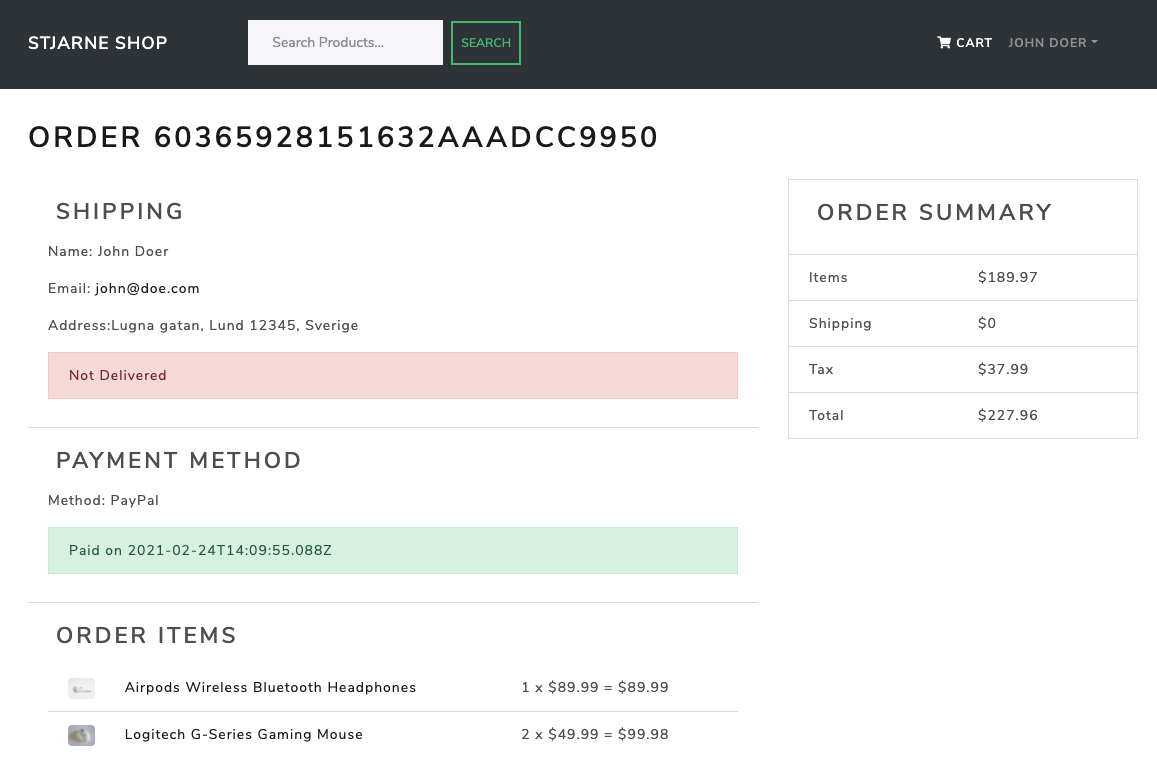 STJARNE SHOP
Search Products...
SEARCH
CART
JOHN DOER
ORDER 60365928151632AAADCC9950
SHIPPING
Name: John Doer
Email: john@doe.com
Address:Lugna gatan, Lund 12345, Sverige
Not Delivered
PAYMENT METHOD
Method: PayPal
Paid on 2021-02-24T14:09:55.088Z
ORDER ITEMS
Airpods Wireless Bluetooth Headphones 1 x $89.99 = $89.99
Logitech G-Series Gaming Mouse 2 x $49.99 = $99.98
ORDER SUMMARY
Items $189.97
Shipping $0
Tax $37.99
Total $227.96